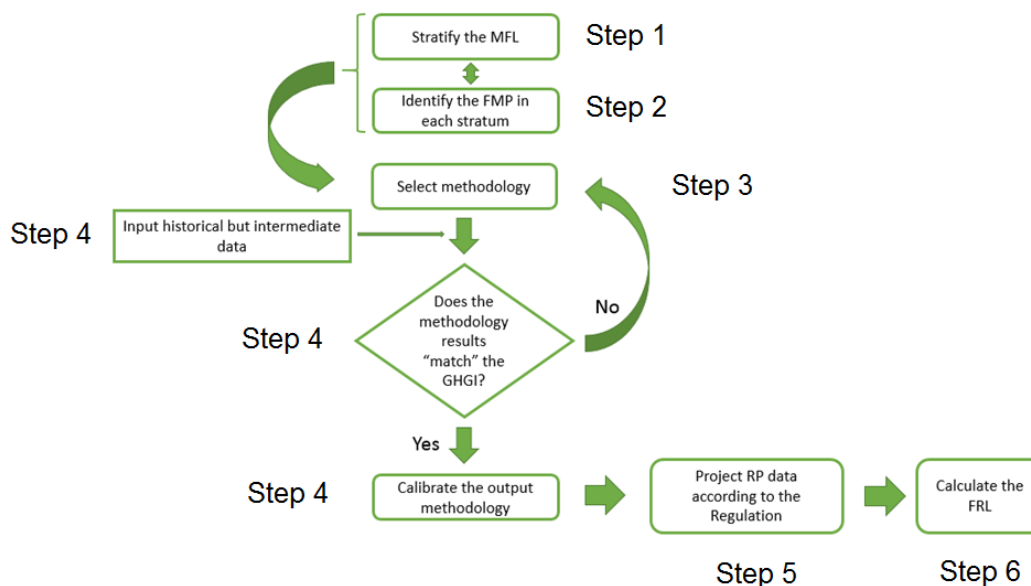 Stratify the MFL
Step 1
Identify the FMP in
each stratum
Step 2
Select methodology
Step 3
Step 4
Input historical but intermediate
data
Step 4
Does the
methodology
results
“match” the
GHGI?
No
Yes
Step 4
Calibrate the output
methodology
Project RP data
according to the
Regulation
Calculate the
FRL
Step 5
Step 6